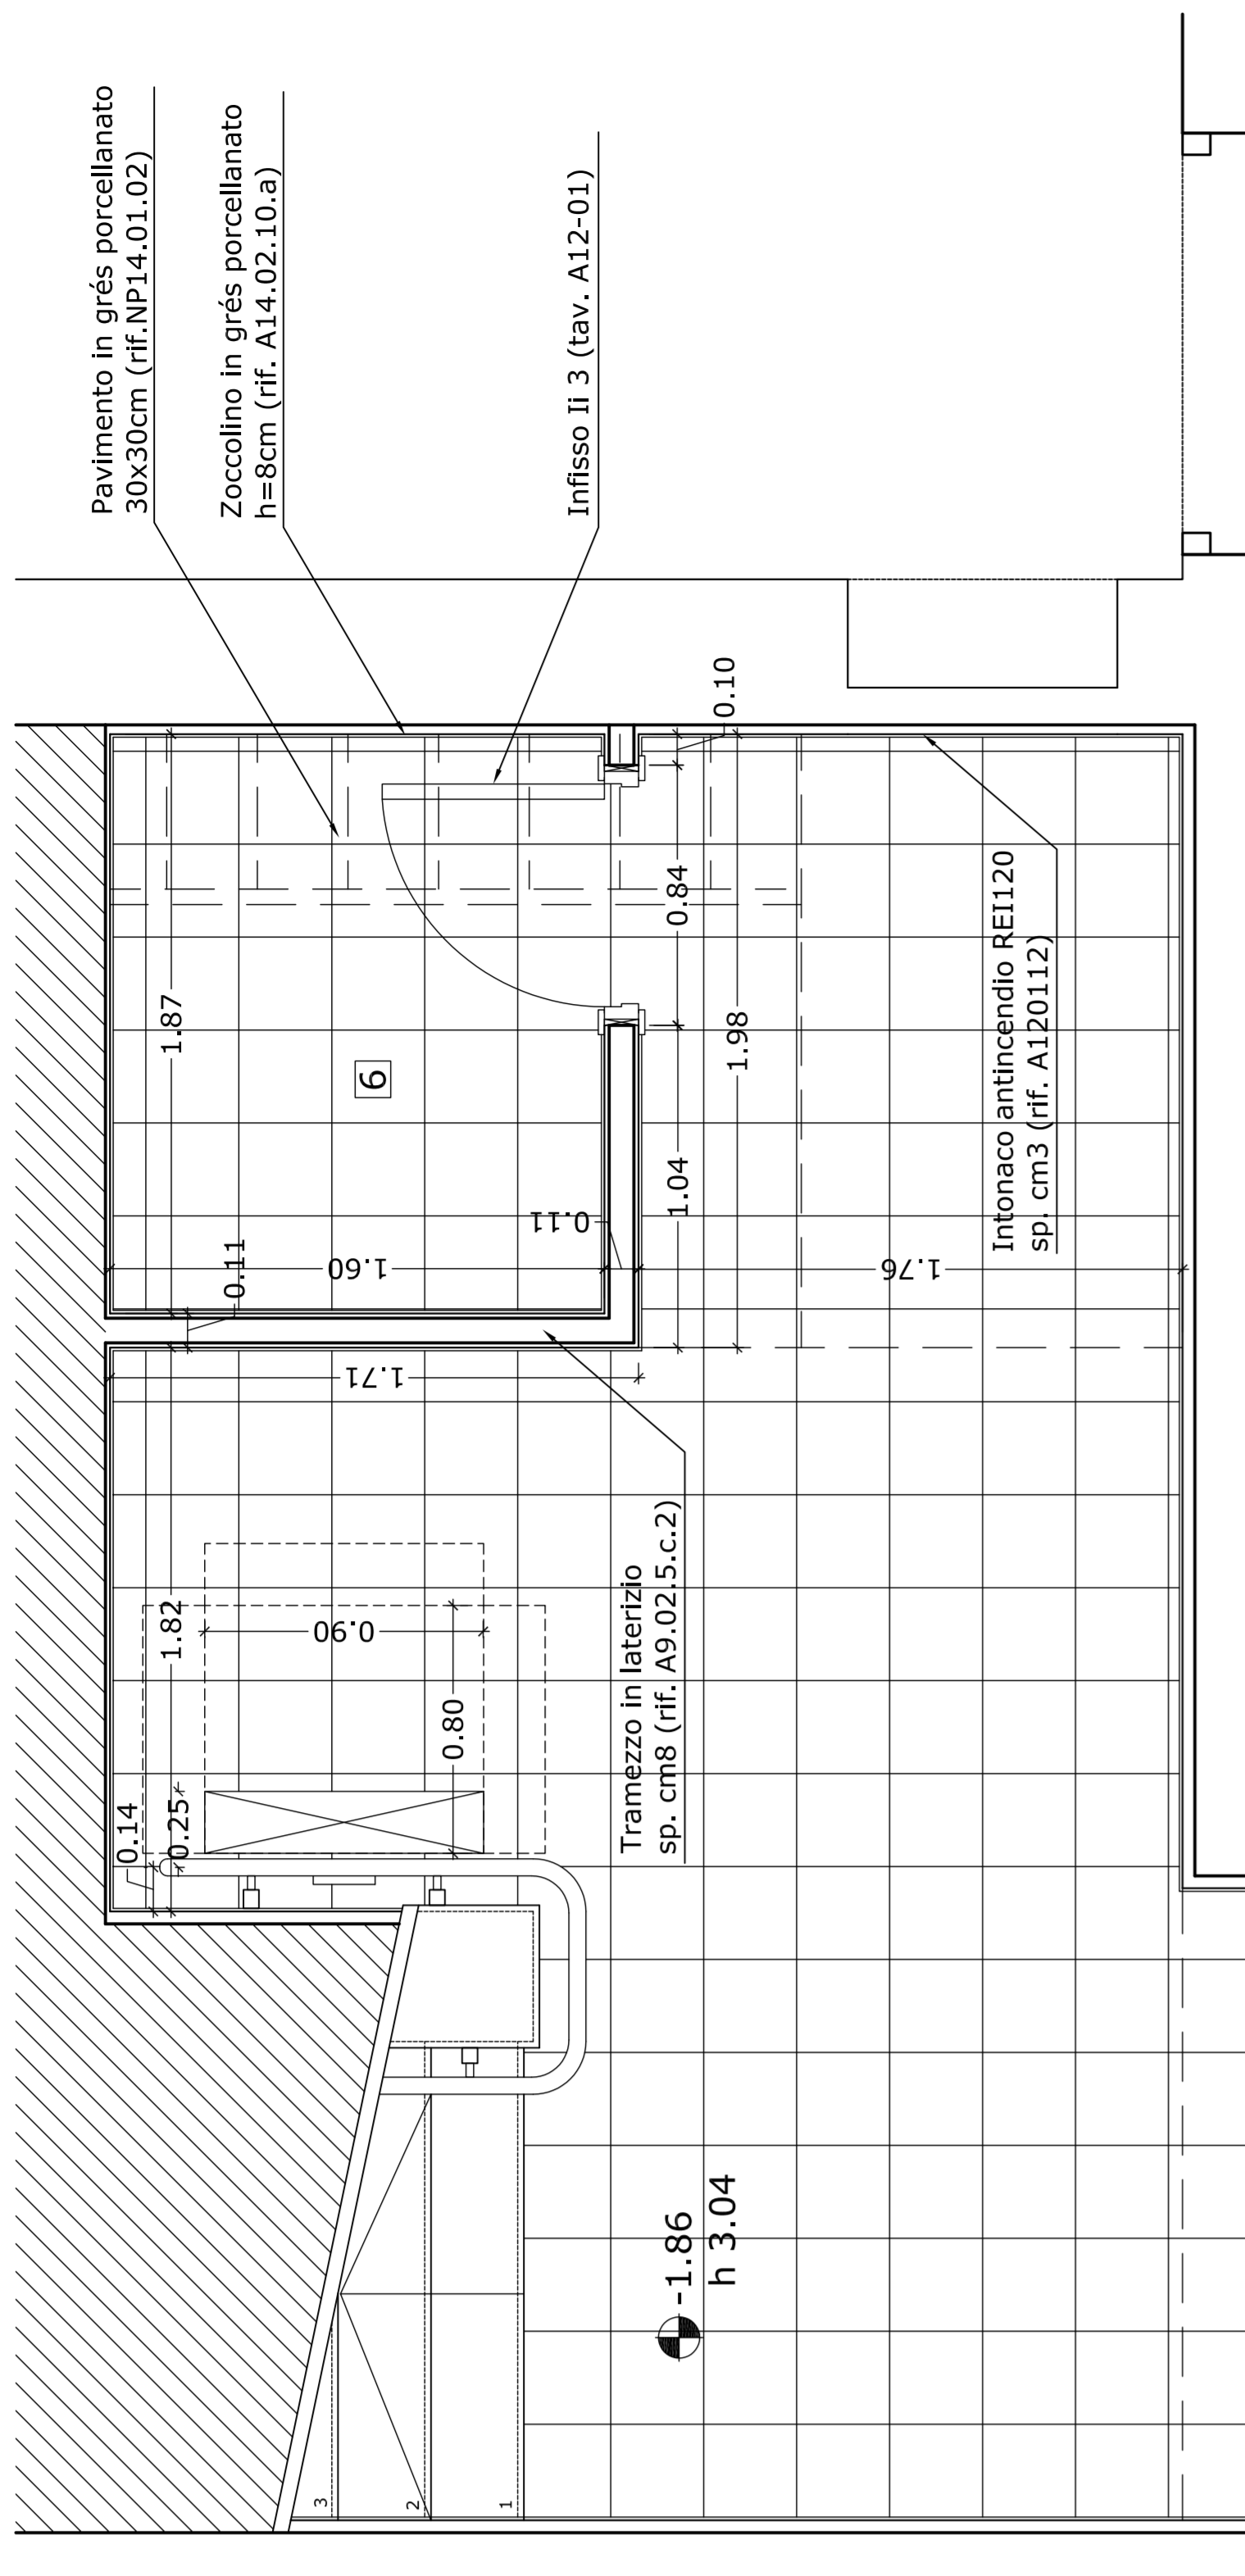 Pavimento in grés porcellanato
30x30cm (rif.NP14.01.02)
Zoccolino in grés porcellanato
h=8cm (rif. A14.02.10.a)
Infisso Ii 3 (tav. A12-01)
0.10
0.84
1.87
1.98
6
1.04
0.11
0.11
1.60
1.76
1.71
Intonaco antincendio REI120
sp. cm3 (rif. A120112)
Tramezzo in laterizio
sp. cm8 (rif. A9.02.5.c.2)
1.82
0.90
0.80
0.14
0.25
-1.86
h 3.04
3
2
1